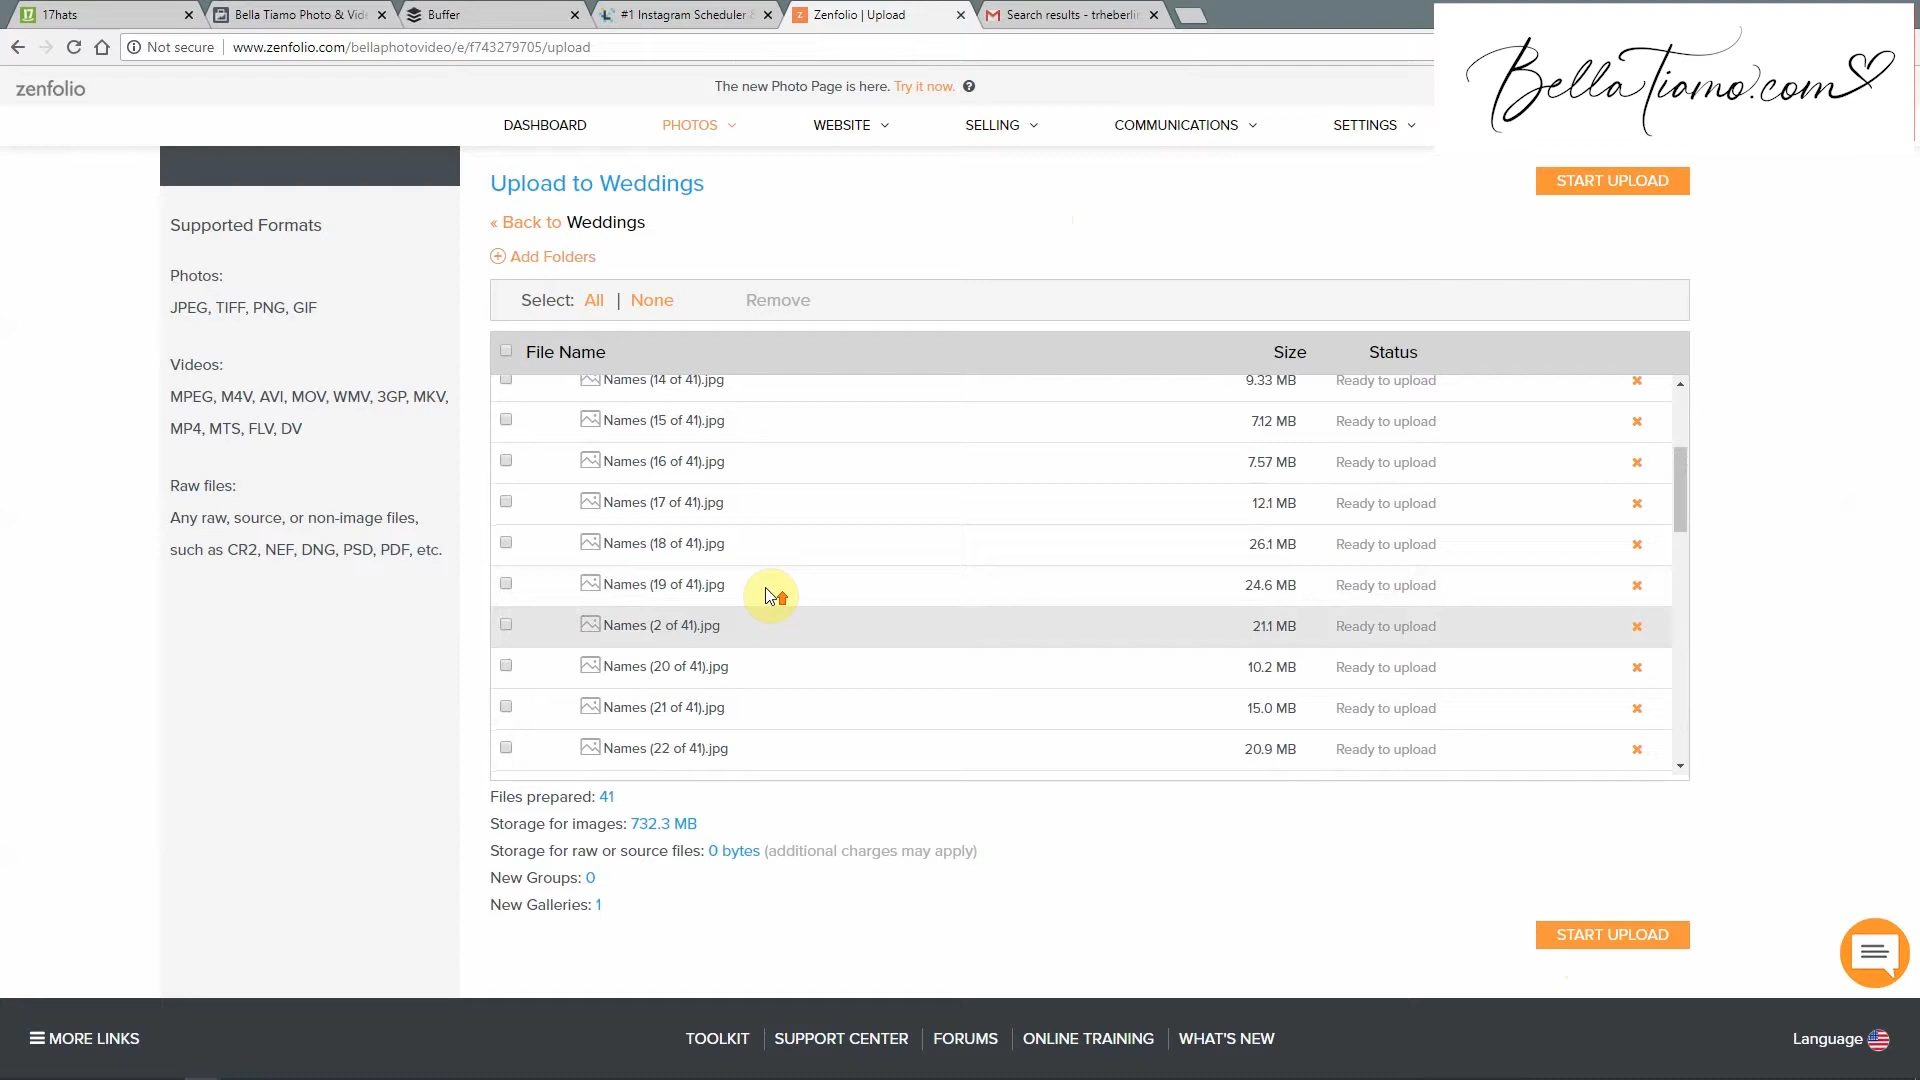 17hats
Bella Tiamo Photo & Vide
Buffer
#1 Instagram Scheduler &
Zenfolio | Upload
Search results - trheberlin
Not secure
www.zenfolio.com/bellaphotovideo/e/f743279705/upload
BellaTiamo.com
zenfolio
The new Photo Page is here. Try it now.
DASHBOARD
PHOTOS
WEBSITE
SELLING
COMMUNICATIONS
SETTINGS
Supported Formats
Photos:
JPEG, TIFF, PNG, GIF
Videos:
MPEG, M4V, AVI, MOV, WMV, 3GP, MKV,
MP4, MTS, FLV, DV
Raw files:
Any raw, source, or non-image files,
such as CR2, NEF, DNG, PSD, PDF, etc.
Upload to Weddings
START UPLOAD
« Back to Weddings
Add Folders
Select: All | None Remove
File Name Size Status
Names (14 of 41).jpg 9.33 MB Ready to upload
Names (15 of 41).jpg 7.12 MB Ready to upload
Names (16 of 41).jpg 7.57 MB Ready to upload
Names (17 of 41).jpg 12.1 MB Ready to upload
Names (18 of 41).jpg 26.1 MB Ready to upload
Names (19 of 41).jpg 24.6 MB Ready to upload
Names (2 of 41).jpg 21.1 MB Ready to upload
Names (20 of 41).jpg 10.2 MB Ready to upload
Names (21 of 41).jpg 15.0 MB Ready to upload
Names (22 of 41).jpg 20.9 MB Ready to upload
Files prepared: 41
Storage for images: 732.3 MB
Storage for raw or source files: 0 bytes (additional charges may apply)
New Groups: 0
New Galleries: 1
START UPLOAD
MORE LINKS
TOOLKIT
SUPPORT CENTER
FORUMS
ONLINE TRAINING
WHAT'S NEW
Language